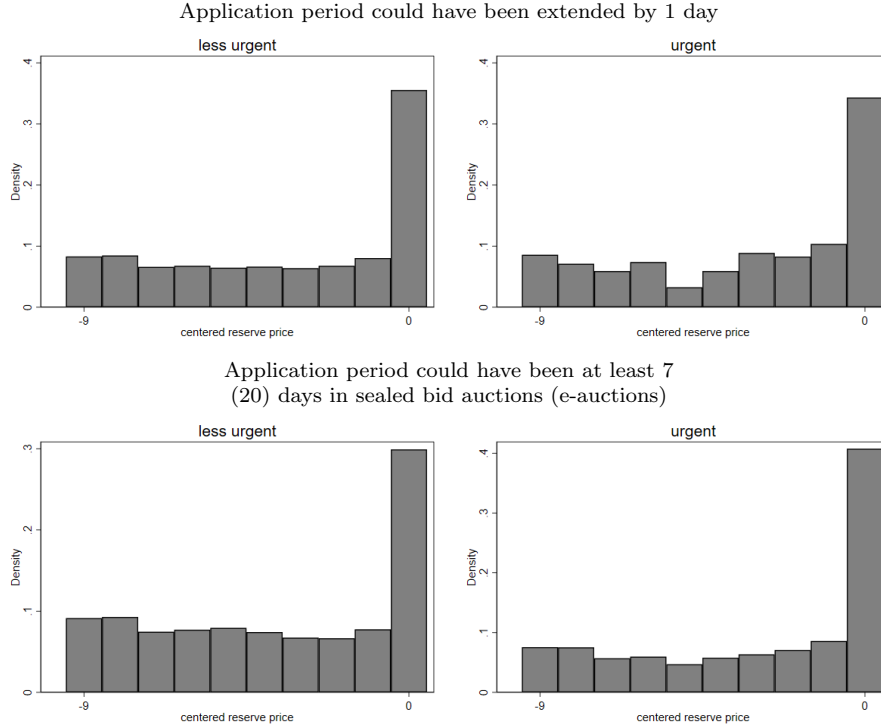 Application period could have been extended by 1 day
less urgent
urgent
.4
.3
.2
.1
0
Density
-9
0
centered reserve price
.4
.3
.2
.1
0
Density
-9
0
centered reserve price
Application period could have been at least 7
(20) days in sealed bid auctions (e-auctions)
less urgent
urgent
.3
.2
.1
0
Density
-9
0
centered reserve price
.4
.3
.2
.1
0
Density
-9
0
centered reserve price